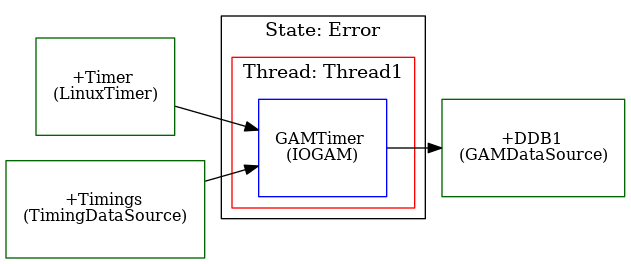 State: Error
Thread: Thread1
+Timer
(LinuxTimer)
GAMTimer
(IOGAM)
+DDB1
(GAMDataSource)
+Timings
(TimingDataSource)